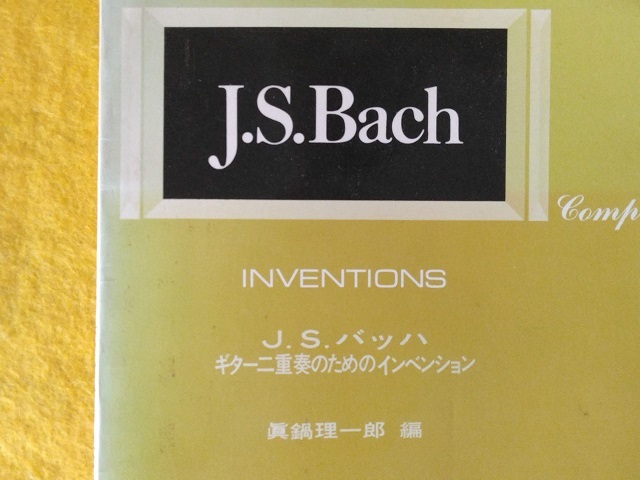 J.S.Bach
Comp
INVENTIONS
J.S.バッハ
ギター二重奏のためのインベンション
眞鍋理一郎 編